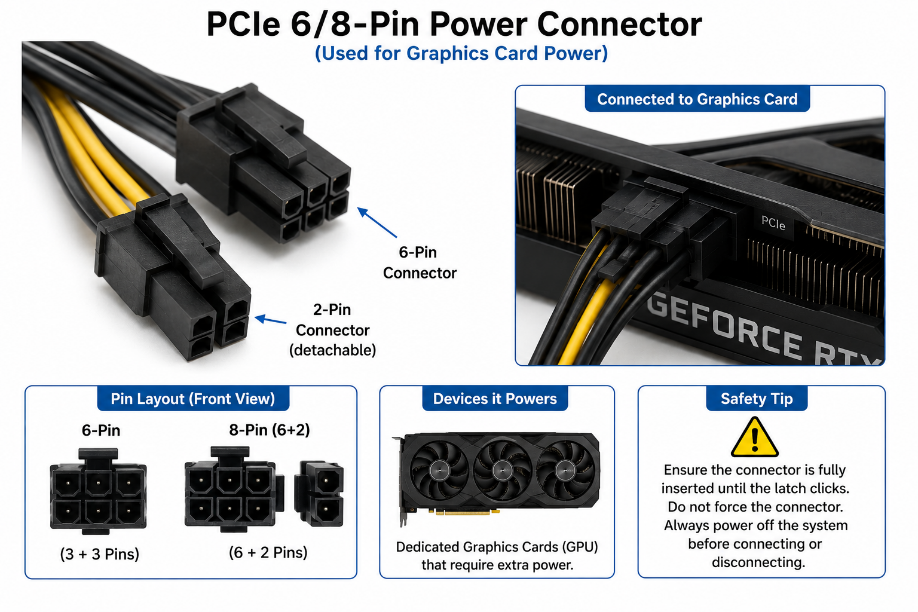 PCIe 6/8-Pin Power Connector
(Used for Graphics Card Power)
6-Pin
Connector
2-Pin
Connector
(detachable)
Connected to Graphics Card
PCIe
GEFORCE RTX
Pin Layout (Front View)
6-Pin
8-Pin (6+2)
(3 + 3 Pins)
(6 + 2 Pins)
Devices it Powers
Dedicated Graphics Cards (GPU)
that require extra power.
Safety Tip
Ensure the connector is fully
inserted until the latch clicks.
Do not force the connector.
Always power off the system
before connecting or
disconnecting.